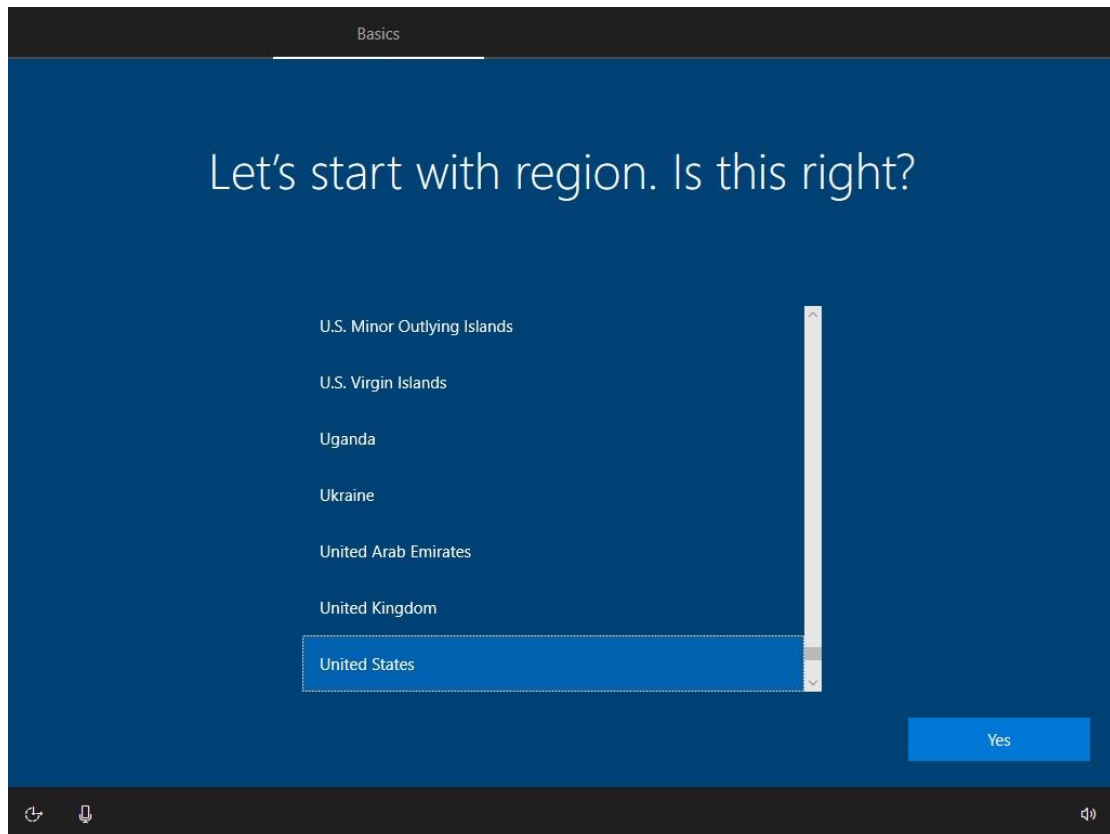 Basics
Let's start with region. Is this right?
U.S. Minor Outlying Islands
U.S. Virgin Islands
Uganda
Ukraine
United Arab Emirates
United Kingdom
United States
Yes